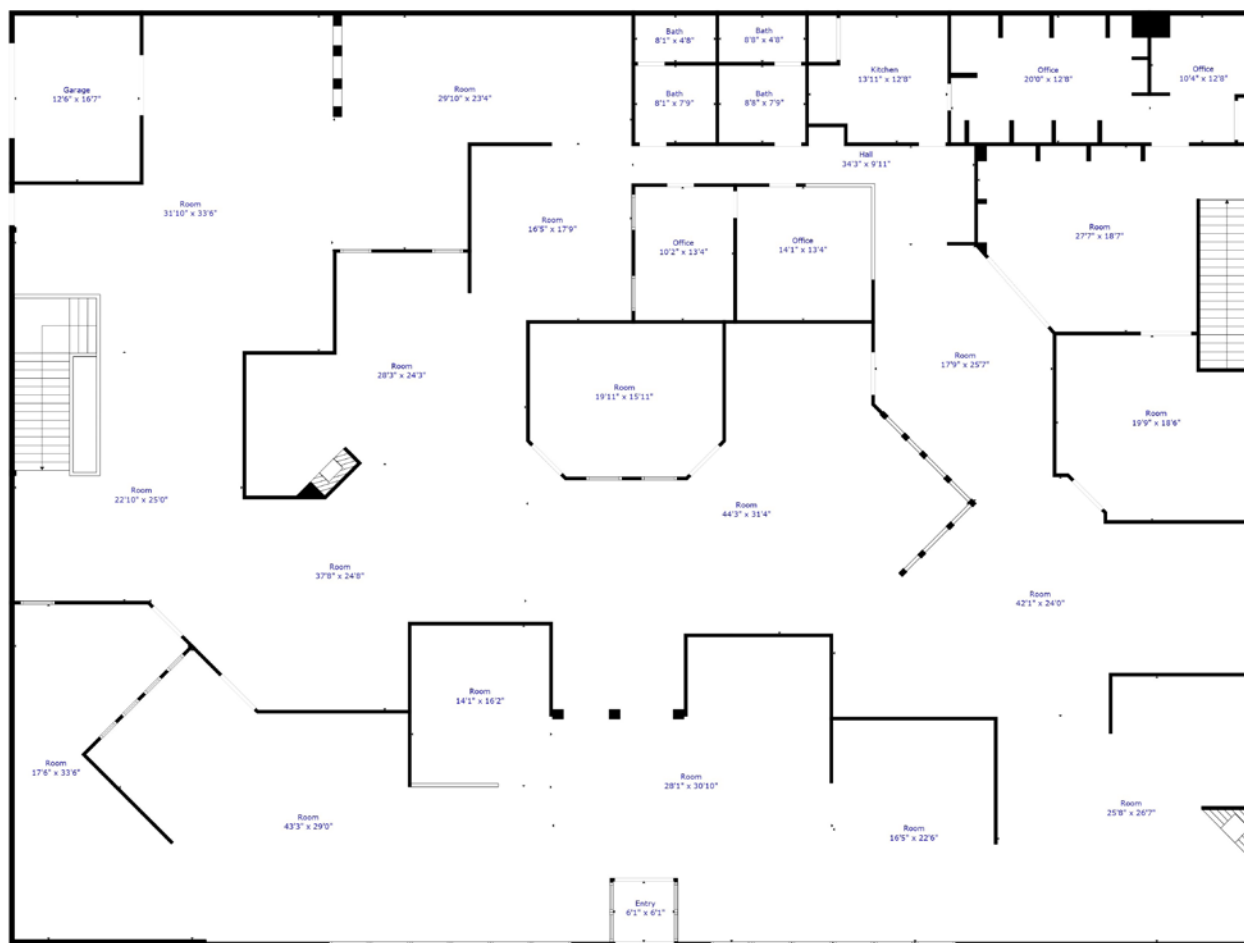 Bath
8'1" x 4'8"
Bath
8'8" x 4'8"
Kitchen
13'11" x 12'8"
Office
20'0" x 12'8"
Office
10'4" x 12'8"
Garage
12'6" x 16'7"
Room
29'10" x 23'4"
Bath
8'1" x 7'9"
Bath
8'8" x 7'9"
Hall
34'3" x 9'11"
Room
31'10" x 33'6"
Room
16'5" x 17'9"
Office
10'2" x 13'4"
Office
14'1" x 13'4"
Room
27'7" x 18'7"
Room
28'3" x 24'3"
Room
19'11" x 15'11"
Room
17'9" x 25'7"
Room
19'9" x 18'6"
Room
22'10" x 25'0"
Room
44'3" x 31'4"
Room
37'8" x 24'8"
Room
42'1" x 24'0"
Room
14'1" x 16'2"
Room
17'6" x 33'6"
Room
28'1" x 30'10"
Room
43'3" x 29'0"
Room
16'5" x 22'6"
Room
25'8" x 26'7"
Entry
6'1" x 6'1"